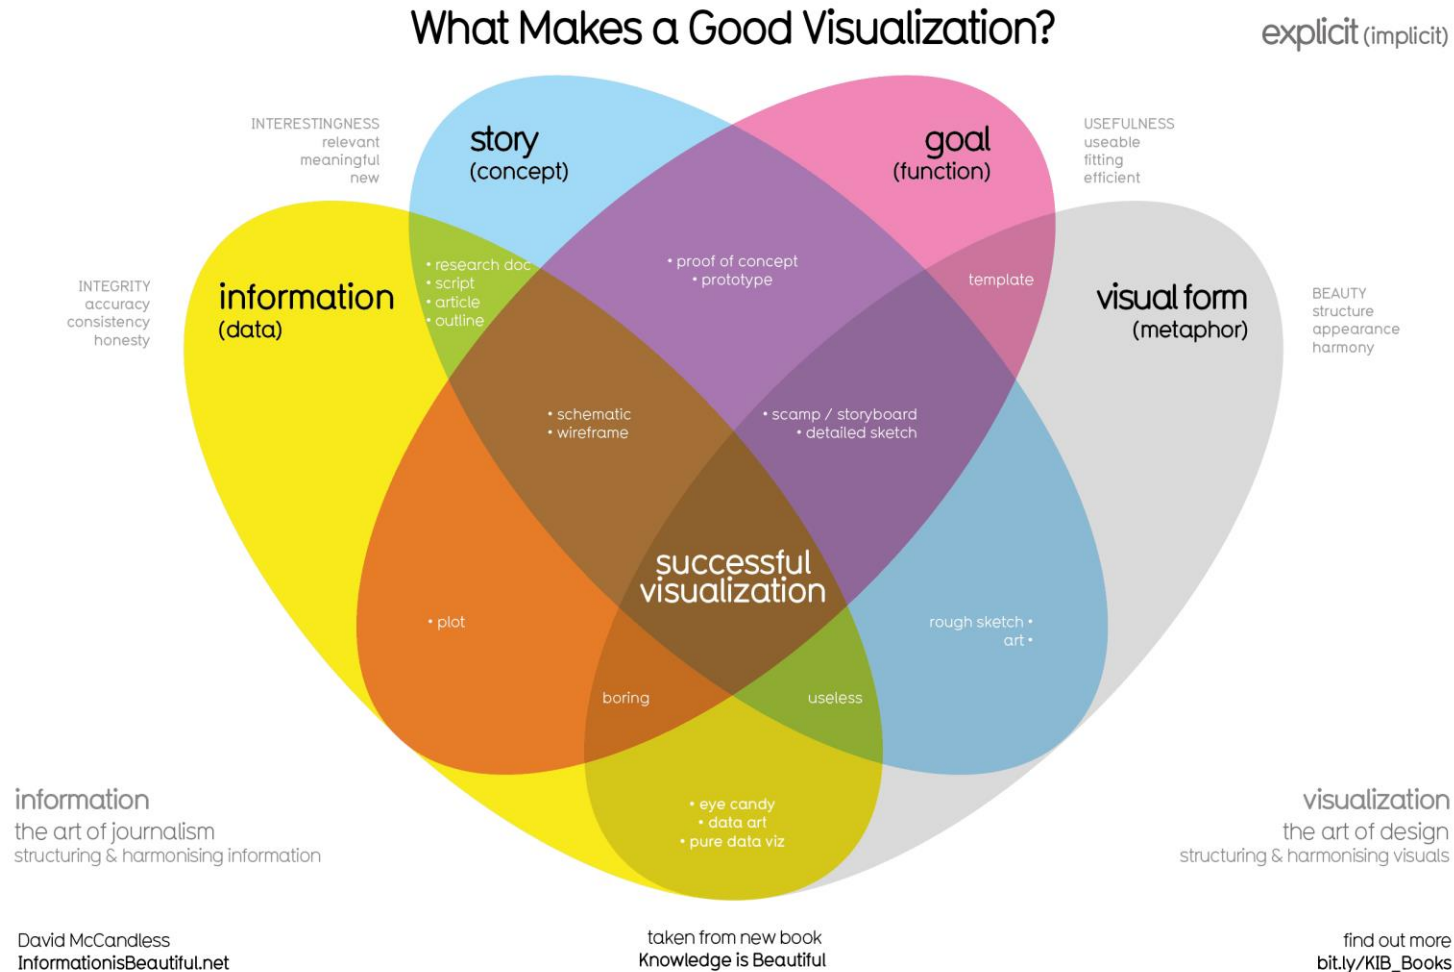 What Makes a Good Visualization?
explicit (implicit)
INTERESTINGNESS
relevant
meaningful
new
story
(concept)
goal
(function)
USEFULNESS
useable
fitting
efficient
INTEGRITY
accuracy
consistency
honesty
information
(data)
• research doc
• script
• article
• outline
• proof of concept
• prototype
template
visual form
(metaphor)
BEAUTY
structure
appearance
harmony
• schematic
• wireframe
• scamp / storyboard
• detailed sketch
successful
visualization
• plot
rough sketch •
art •
boring
useless
• eye candy
• data art
• pure data viz
information
the art of journalism
structuring & harmonising information
visualization
the art of design
structuring & harmonising visuals
David McCandless
InformationisBeautiful.net
taken from new book
Knowledge is Beautiful
find out more
bit.ly/KIB_Books